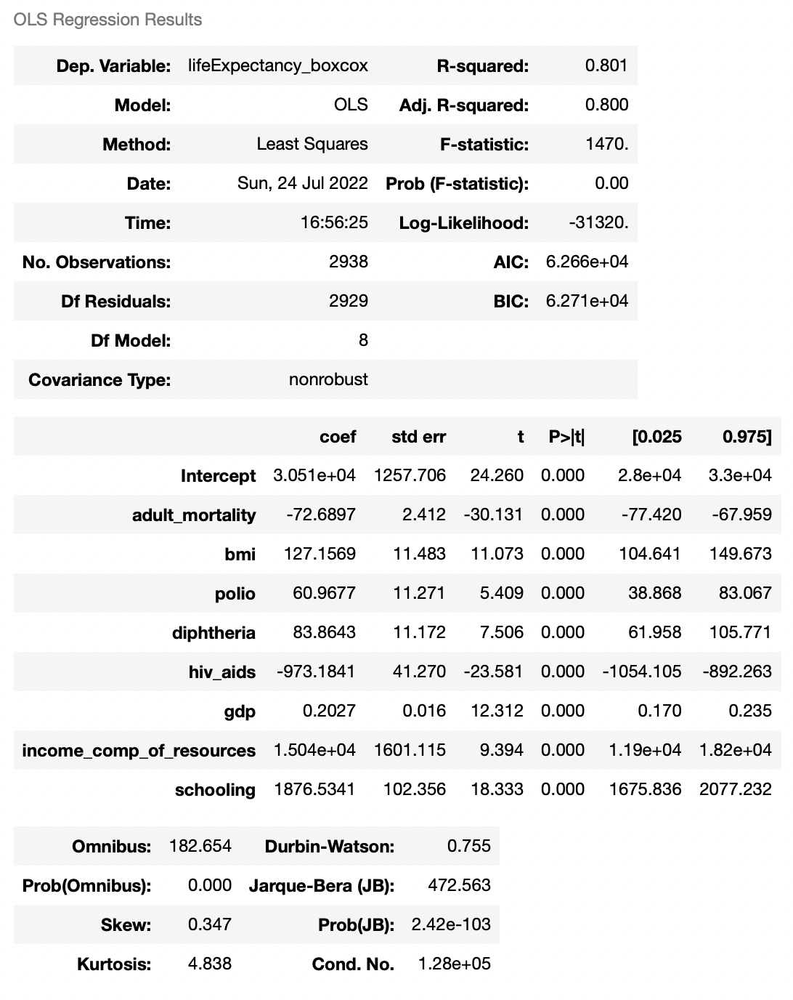 OLS Regression Results
Dep. Variable: lifeExpectancy_boxcox R-squared: 0.801
Model: OLS Adj. R-squared: 0.800
Method: Least Squares F-statistic: 1470.
Date: Sun, 24 Jul 2022 Prob (F-statistic): 0.00
Time: 16:56:25 Log-Likelihood: -31320.
No. Observations: 2938 AIC: 6.266e+04
Df Residuals: 2929 BIC: 6.271e+04
Df Model: 8
Covariance Type: nonrobust
coef std err t P>|t| [0.025 0.975]
Intercept 3.051e+04 1257.706 24.260 0.000 2.8e+04 3.3e+04
adult_mortality -72.6897 2.412 -30.131 0.000 -77.420 -67.959
bmi 127.1569 11.483 11.073 0.000 104.641 149.673
polio 60.9677 11.271 5.409 0.000 38.868 83.067
diphtheria 83.8643 11.172 7.506 0.000 61.958 105.771
hiv_aids -973.1841 41.270 -23.581 0.000 -1054.105 -892.263
gdp 0.2027 0.016 12.312 0.000 0.170 0.235
income_comp_of_resources 1.504e+04 1601.115 9.394 0.000 1.19e+04 1.82e+04
schooling 1876.5341 102.356 18.333 0.000 1675.836 2077.232
Omnibus: 182.654 Durbin-Watson: 0.755
Prob(Omnibus): 0.000 Jarque-Bera (JB): 472.563
Skew: 0.347 Prob(JB): 2.42e-103
Kurtosis: 4.838 Cond. No. 1.28e+05